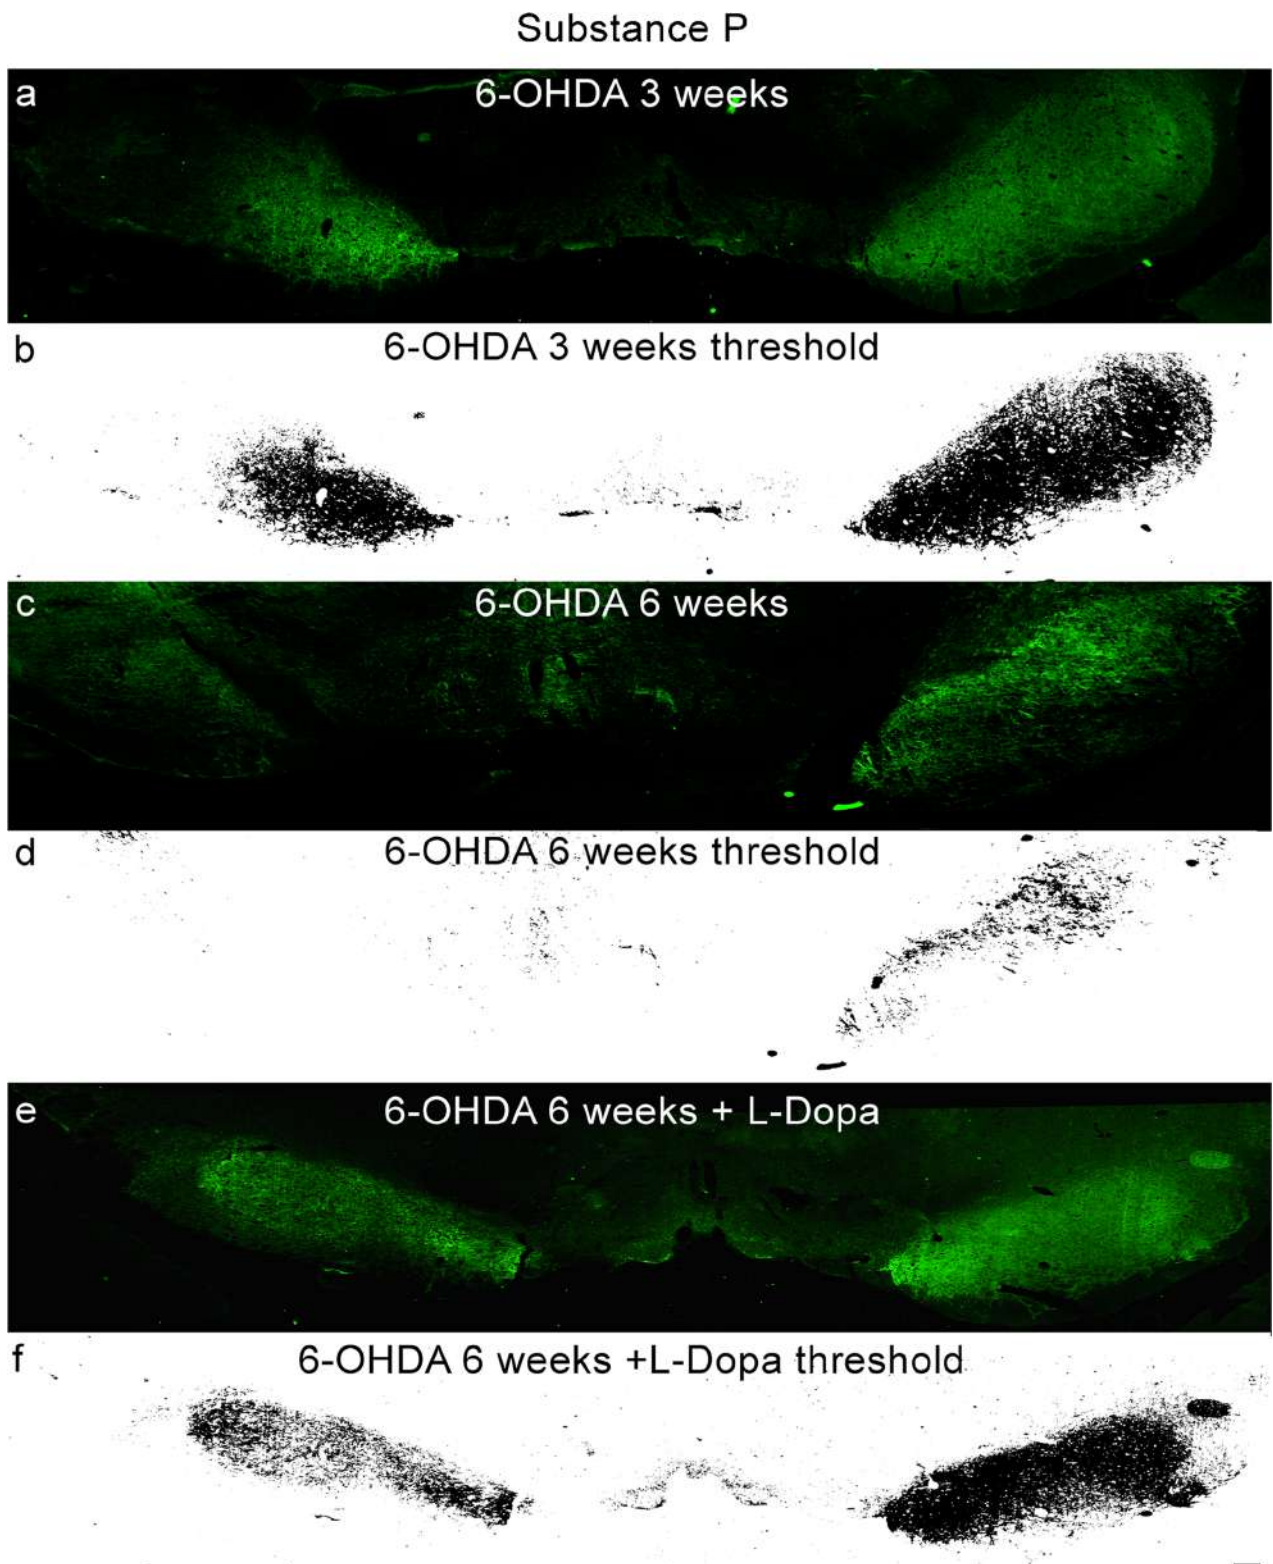 Substance P
a
6-OHDA 3 weeks
b
6-OHDA 3 weeks threshold
c
6-OHDA 6 weeks
d
6-OHDA 6 weeks threshold
e
6-OHDA 6 weeks + L-Dopa
f
6-OHDA 6 weeks +L-Dopa threshold